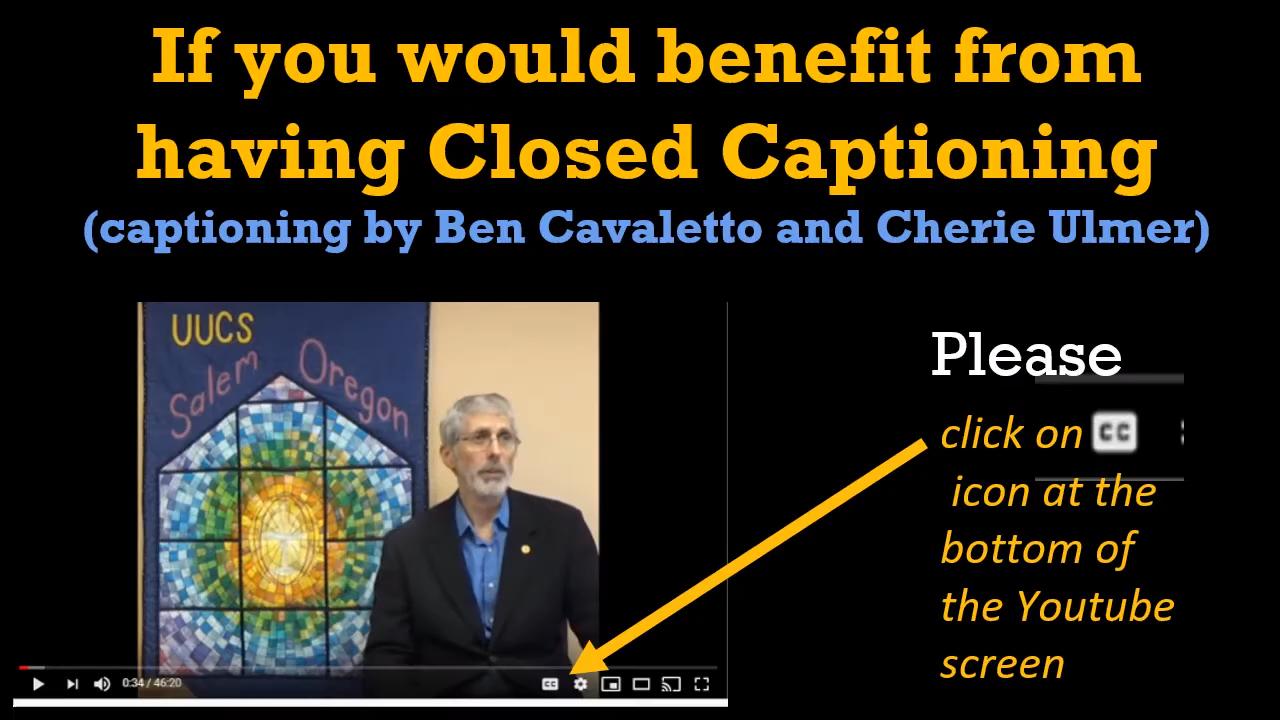 If you would benefit from
having Closed Captioning
(captioning by Ben Cavaletto and Cherie Ulmer)
UUCS
Salem Oregon
0:34 / 46:20
CC
Please
click on CC
icon at the
bottom of
the Youtube
screen